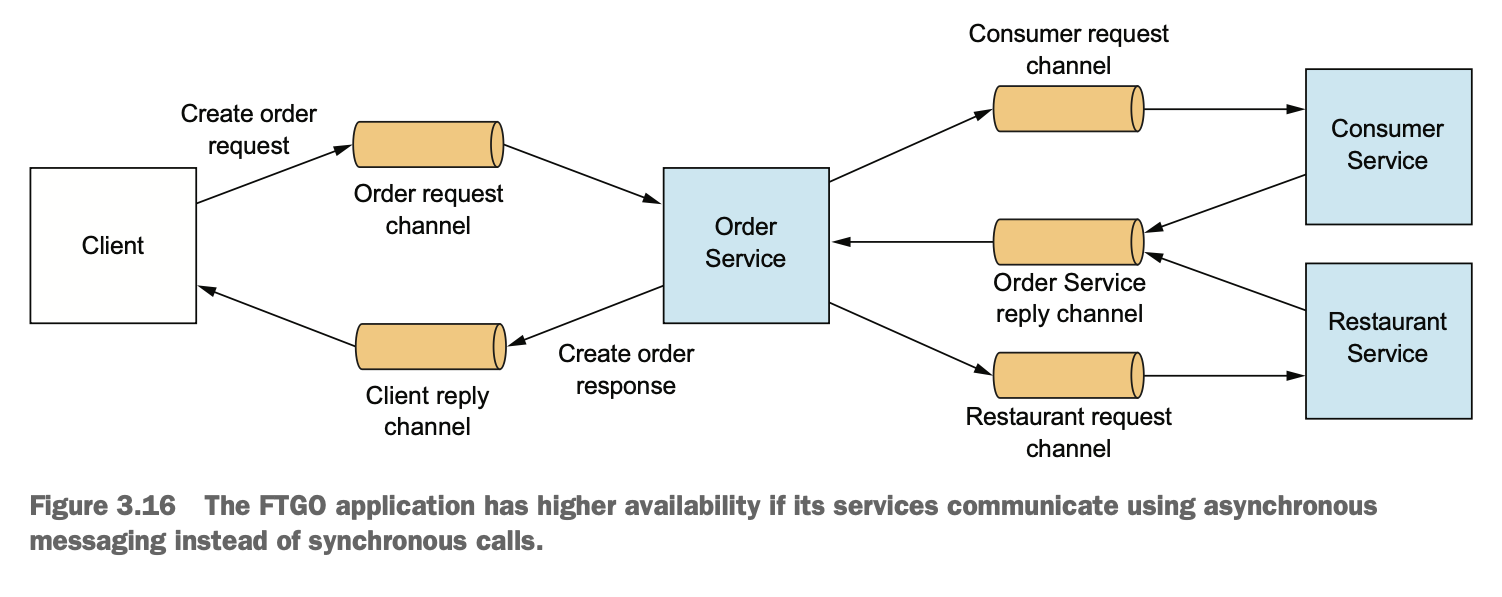 Consumer request
channel
Create order
request
Consumer
Service
Order request
channel
Client
Order
Service
Order Service
reply channel
Restaurant
Service
Create order
response
Client reply
channel
Restaurant request
channel
Figure 3.16 The FTGO application has higher availability if its services communicate using asynchronous
messaging instead of synchronous calls.